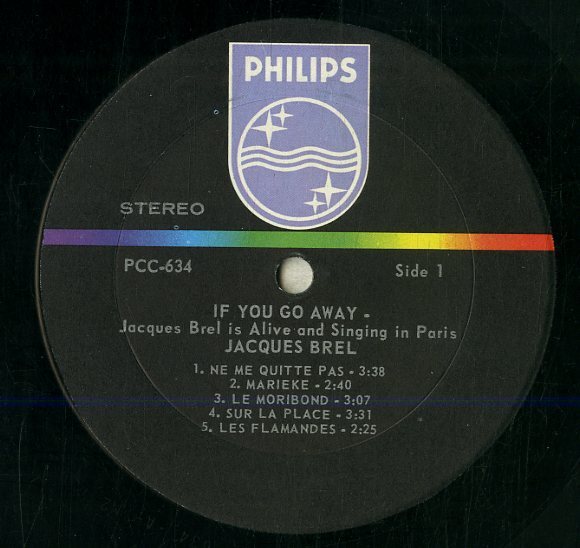 PHILIPS
STEREO
PCC-634 Side 1
IF YOU GO AWAY -
Jacques Brel is Alive and Singing in Paris
JACQUES BREL
1. NE ME QUITTE PAS - 3:38
2. MARIEKE - 2:40
3. LE MORIBOND - 3:07
4. SUR LA PLACE - 3:31
5. LES FLAMANDES - 2:25